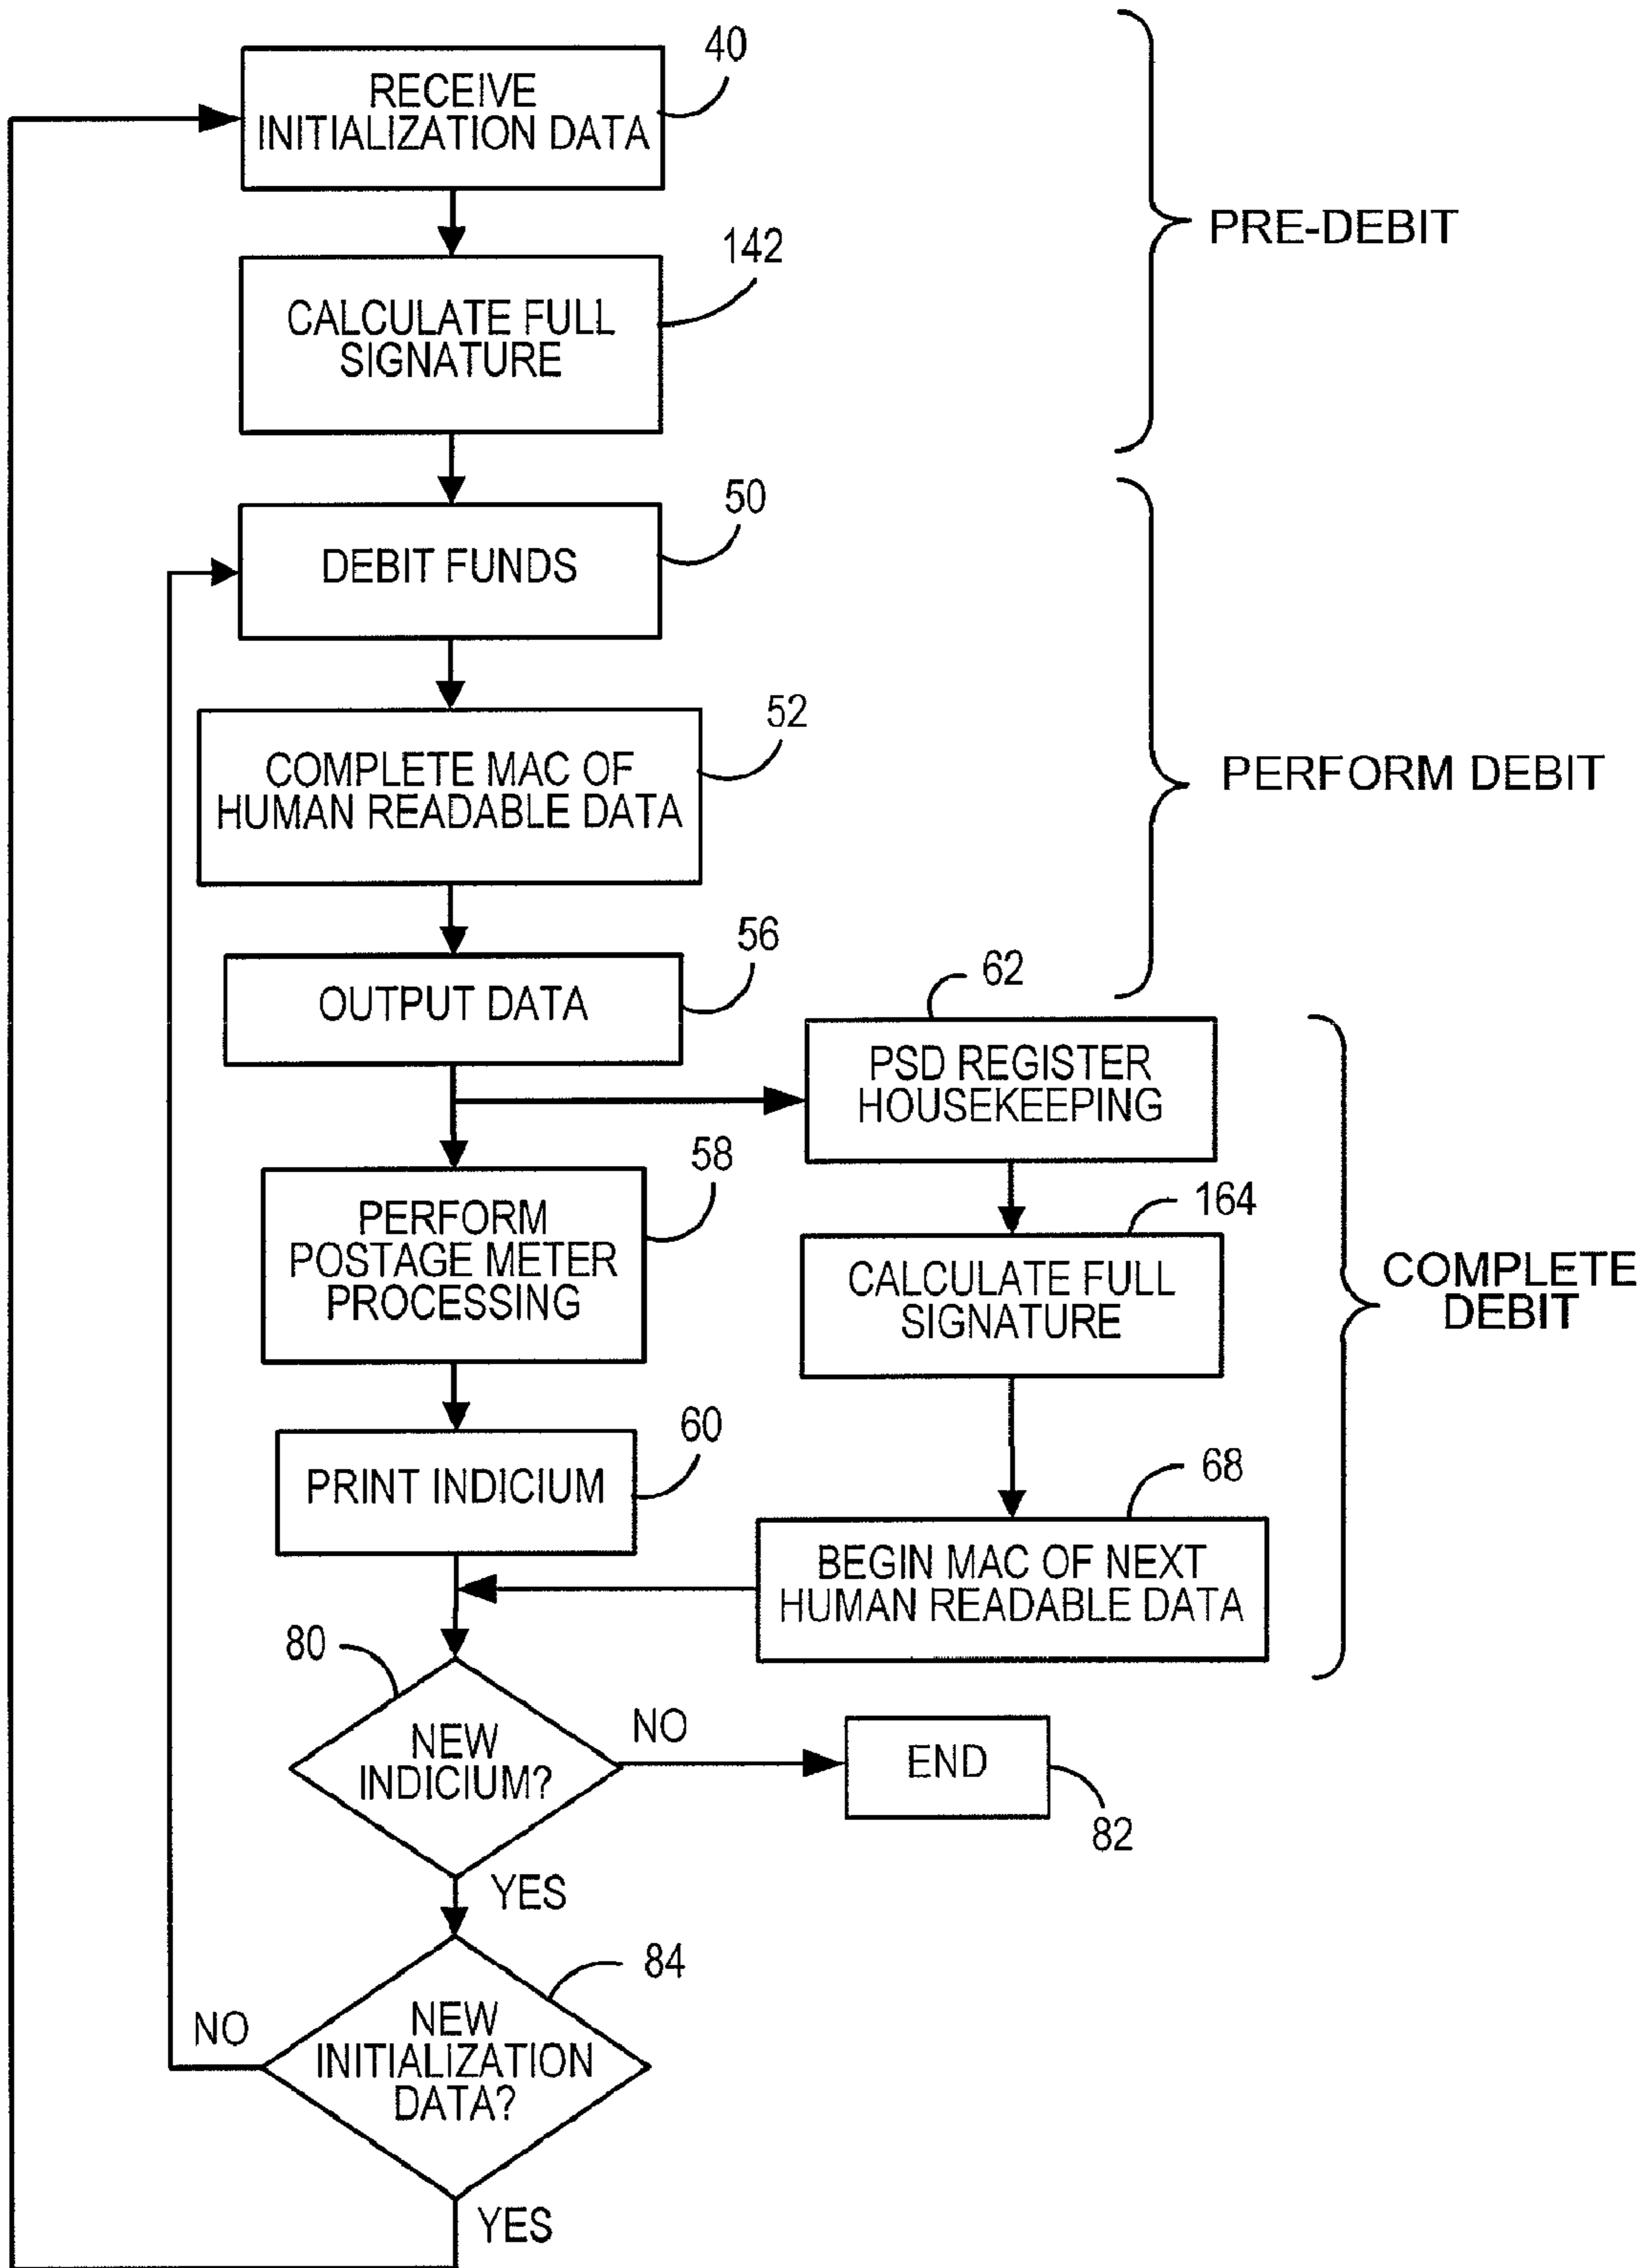 40
RECEIVE
INITIALIZATION DATA
PRE-DEBIT
142
CALCULATE FULL
SIGNATURE
50
DEBIT FUNDS
52
COMPLETE MAC OF
HUMAN READABLE DATA
PERFORM DEBIT
56
OUTPUT DATA
62
PSD REGISTER
HOUSEKEEPING
58
PERFORM
POSTAGE METER
PROCESSING
164
CALCULATE FULL
SIGNATURE
COMPLETE
DEBIT
60
PRINT INDICIUM
68
BEGIN MAC OF NEXT
HUMAN READABLE DATA
80
NEW
INDICIUM?
NO
END
82
YES
84
NEW
INITIALIZATION
DATA?
NO
YES